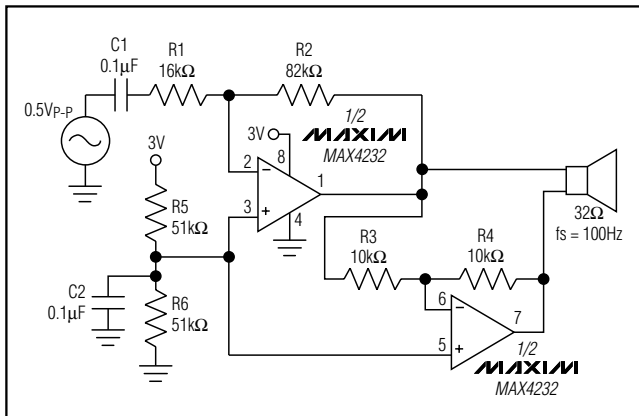 C1
0.1µF
R1
16kΩ
R2
82kΩ
0.5VP-P
1/2
MAXIM
MAX4232
3V
8
2
−
1
3
+
4
3V
R5
51kΩ
32Ω
fs = 100Hz
R3
10kΩ
R4
10kΩ
C2
0.1µF
R6
51kΩ
6
−
7
5
+
1/2
MAXIM
MAX4232